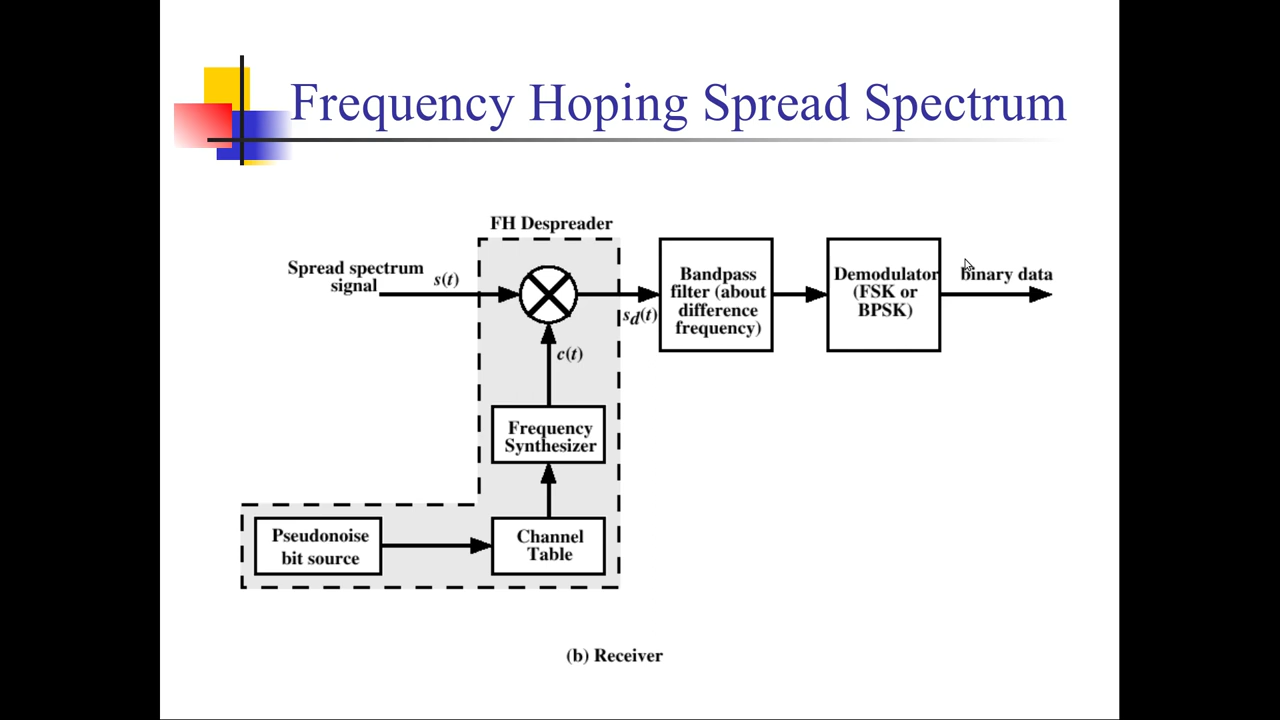 Frequency Hoping Spread Spectrum
FH Despreader
Spread spectrum
signal
s(t)
sd(t)
c(t)
Bandpass
filter (about
difference
frequency)
Demodulator
(FSK or
BPSK)
binary data
Frequency
Synthesizer
Pseudonoise
bit source
Channel
Table
(b) Receiver